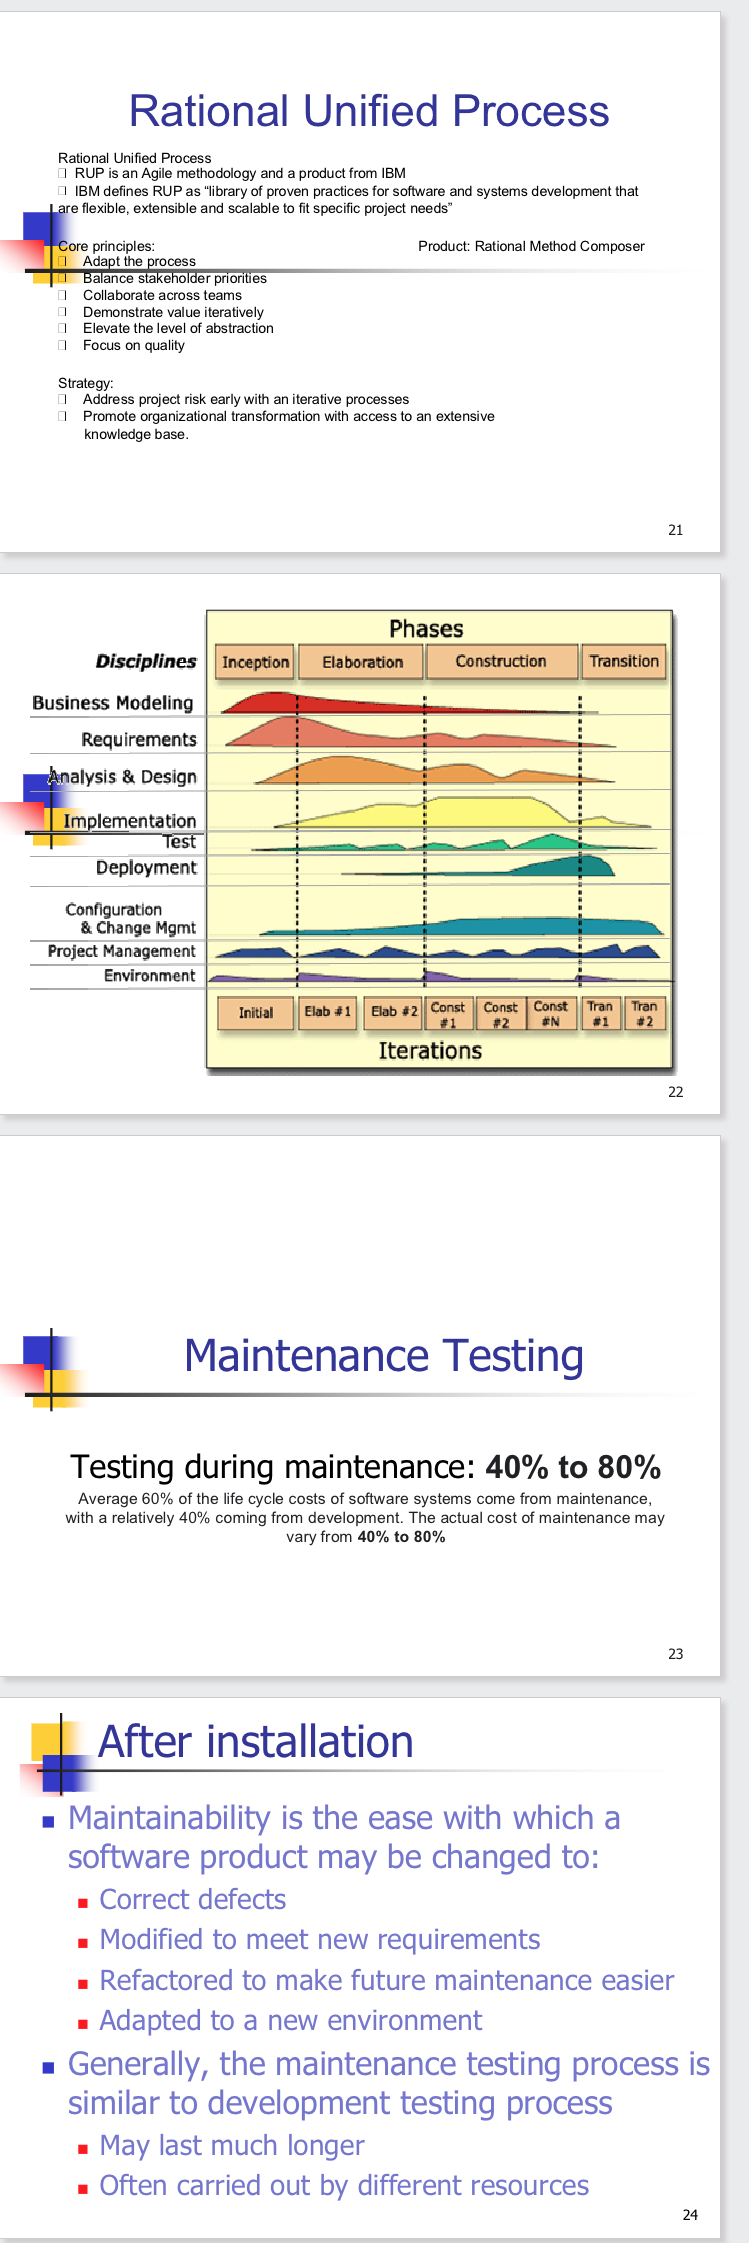 Rational Unified Process
Rational Unified Process
RUP is an Agile methodology and a product from IBM
IBM defines RUP as “library of proven practices for software and systems development that
are flexible, extensible and scalable to fit specific project needs”
Core principles: Product: Rational Method Composer
Adapt the process
Balance stakeholder priorities
Collaborate across teams
Demonstrate value iteratively
Elevate the level of abstraction
Focus on quality
Strategy:
Address project risk early with an iterative processes
Promote organizational transformation with access to an extensive
knowledge base.
21
Phases
Disciplines Inception Elaboration Construction Transition
Business Modeling
Requirements
Analysis & Design
Implementation
Test
Deployment
Configuration
& Change Mgmt
Project Management
Environment
Initial Elab #1 Elab #2 Const #1 Const #2 Const #N Tran #1 Tran #2
Iterations
22
Maintenance Testing
Testing during maintenance: 40% to 80%
Average 60% of the life cycle costs of software systems come from maintenance,
with a relatively 40% coming from development. The actual cost of maintenance may
vary from 40% to 80%
23
After installation
Maintainability is the ease with which a
software product may be changed to:
Correct defects
Modified to meet new requirements
Refactored to make future maintenance easier
Adapted to a new environment
Generally, the maintenance testing process is
similar to development testing process
May last much longer
Often carried out by different resources
24